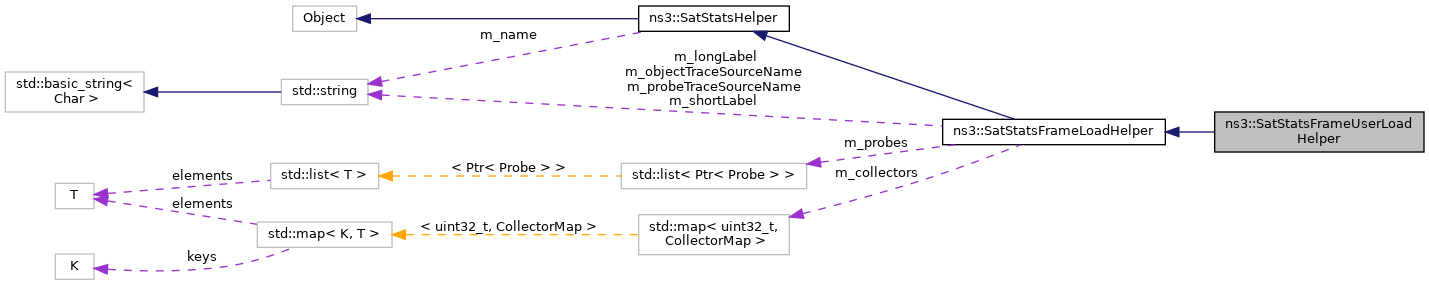 Object
ns3::SatStatsHelper
m_name
std::basic_string<
Char >
std::string
m_longLabel
m_objectTraceSourceName
m_probeTraceSourceName
m_shortLabel
ns3::SatStatsFrameLoadHelper
ns3::SatStatsFrameUserLoad
Helper
m_probes
m_collectors
T
elements
elements
std::list< T >
< Ptr< Probe > >
std::list< Ptr< Probe > >
std::map< K, T >
< uint32_t, CollectorMap >
std::map< uint32_t,
CollectorMap >
keys
K